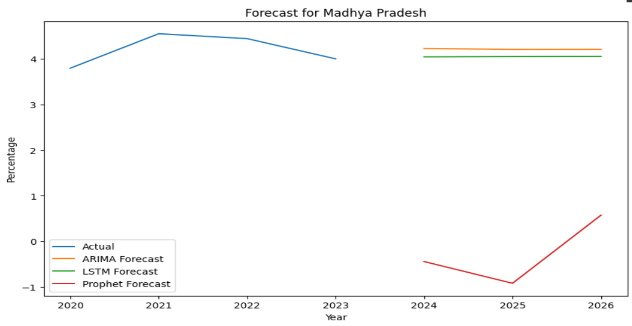 Forecast for Madhya Pradesh
4
3
2
1
0
−1
Percentage
Actual
ARIMA Forecast
LSTM Forecast
Prophet Forecast
2020 2021 2022 2023 2024 2025 2026
Year